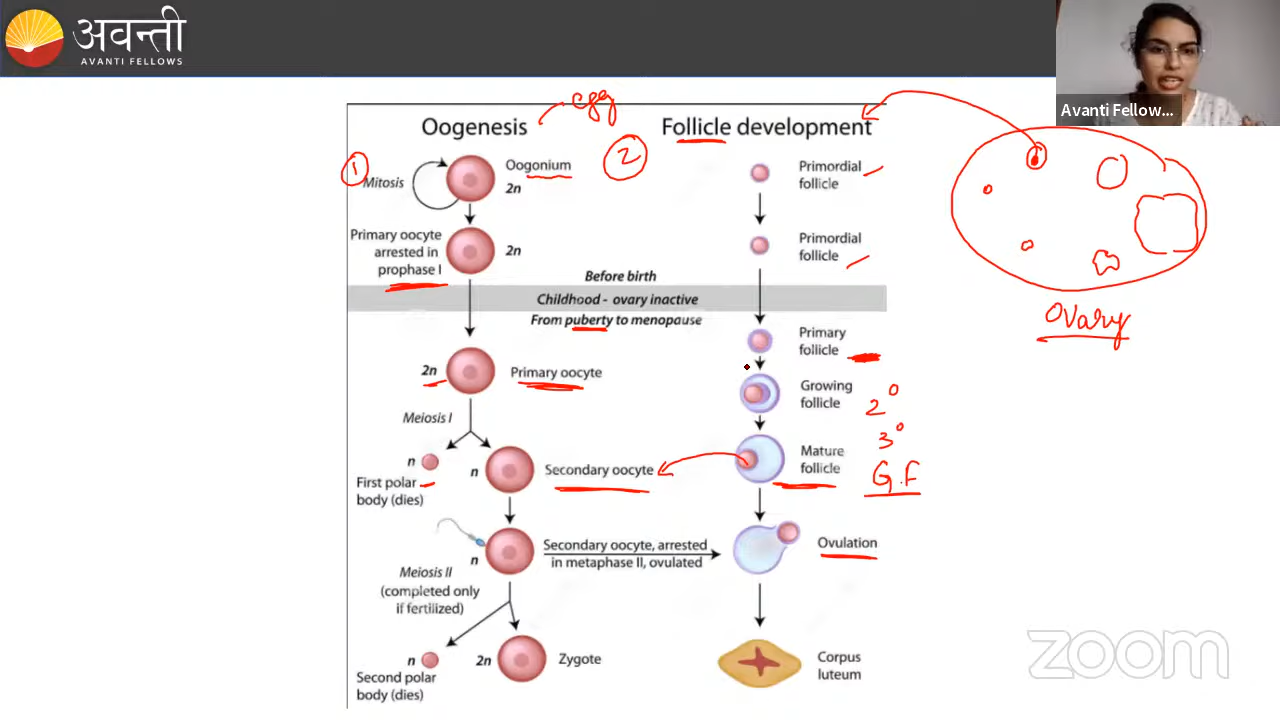 अवन्ती
AVANTI FELLOWS
Avanti Fellow...
egg
Oogenesis
2
Follicle development
1
Mitosis
Oogonium
2n
Primordial
follicle
Primary oocyte
arrested in
prophase I
2n
Primordial
follicle
Before birth
Childhood - ovary inactive
From puberty to menopause
Ovary
Primary
follicle
2n
Primary oocyte
Growing
follicle
2°
3°
G.F
Meiosis I
Mature
follicle
n
First polar
body (dies)
n
Secondary oocyte
n
Secondary oocyte, arrested
in metaphase II, ovulated
Ovulation
Meiosis II
(completed only
if fertilized)
n
Second polar
body (dies)
2n
Zygote
Corpus
luteum
zoom